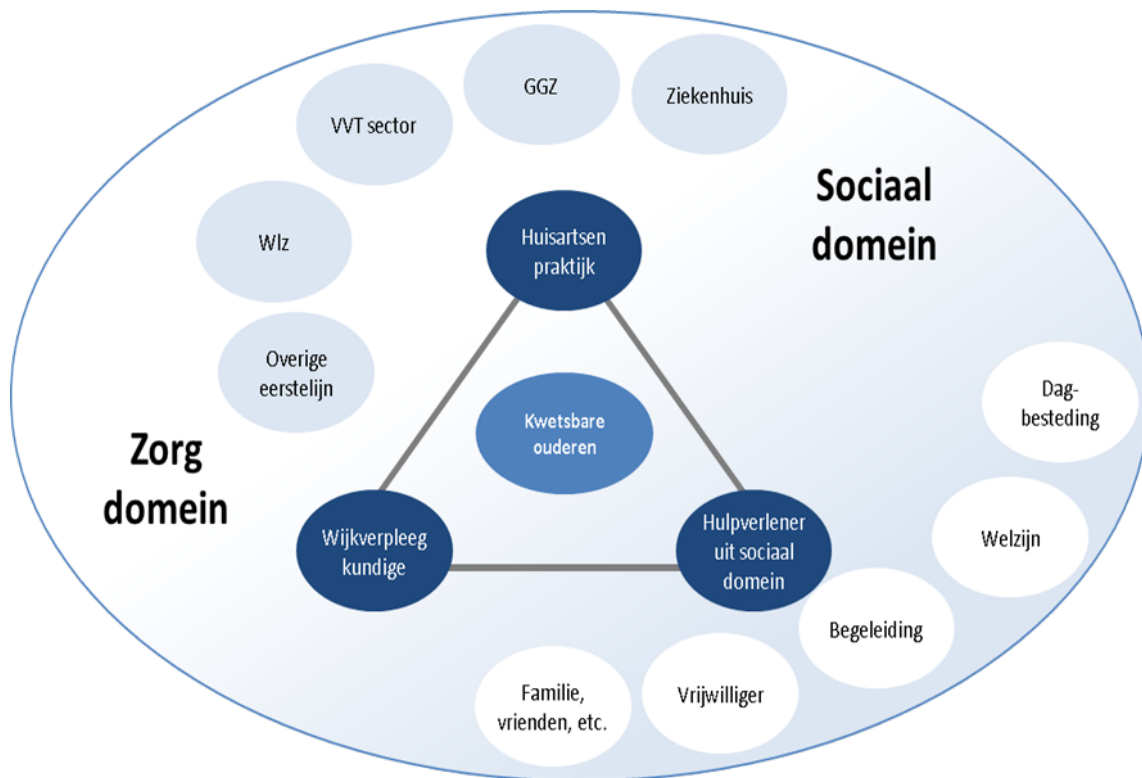 GGZ
Ziekenhuis
VVT sector
Sociaal
domein
Wlz
Huisartsen
praktijk
Overige
eerstelijn
Dag-
besteding
Kwetsbare
ouderen
Zorg
domein
Wijkverpleeg
kundige
Hulpverlener
uit sociaal
domein
Welzijn
Begeleiding
Familie,
vrienden, etc.
Vrijwilliger